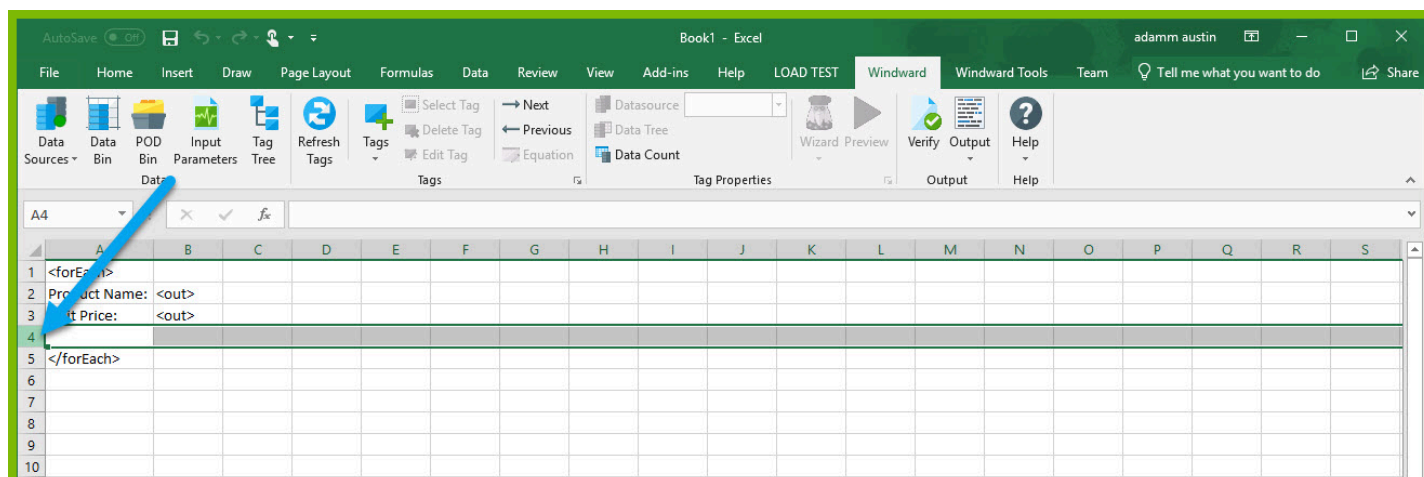 AutoSave Off Book1 - Excel adamm austin
File Home Insert Draw Page Layout Formulas Data Review View Add-ins Help LOAD TEST Windward Windward Tools Team Tell me what you want to do Share
Select Tag Next Datasource
Delete Tag Previous Data Tree
Data Data POD Input Tag Refresh Tags Wizard Preview Verify Output Help
Sources Bin Bin Parameters Tree Tags Edit Tag Equation Data Count
Tags Tag Properties Output Help
A4 fx
A B C D E F G H I J K L M N O P Q R S
1 <forEach>
2 Product Name: <out>
3 Price: <out>
4
5 </forEach>
6
7
8
9
10